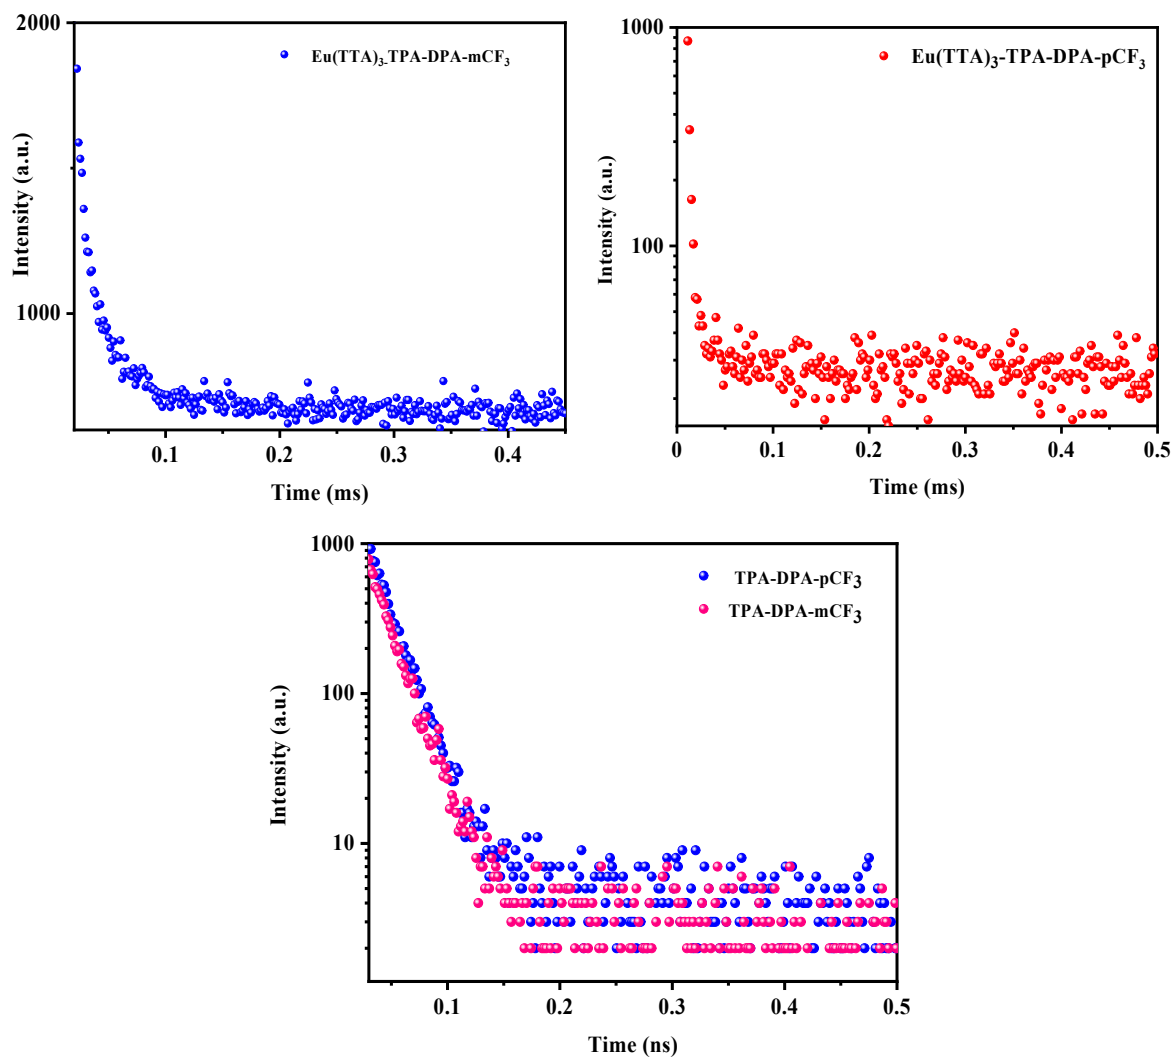 2000
1000
Intensity (a.u.)
Eu(TTA)₃-TPA-DPA-mCF₃
0.1 0.2 0.3 0.4
Time (ms)
1000
100
Intensity (a.u.)
Eu(TTA)₃-TPA-DPA-pCF₃
0 0.1 0.2 0.3 0.4 0.5
Time (ms)
1000
100
10
Intensity (a.u.)
TPA-DPA-pCF₃
TPA-DPA-mCF₃
0.1 0.2 0.3 0.4 0.5
Time (ns)